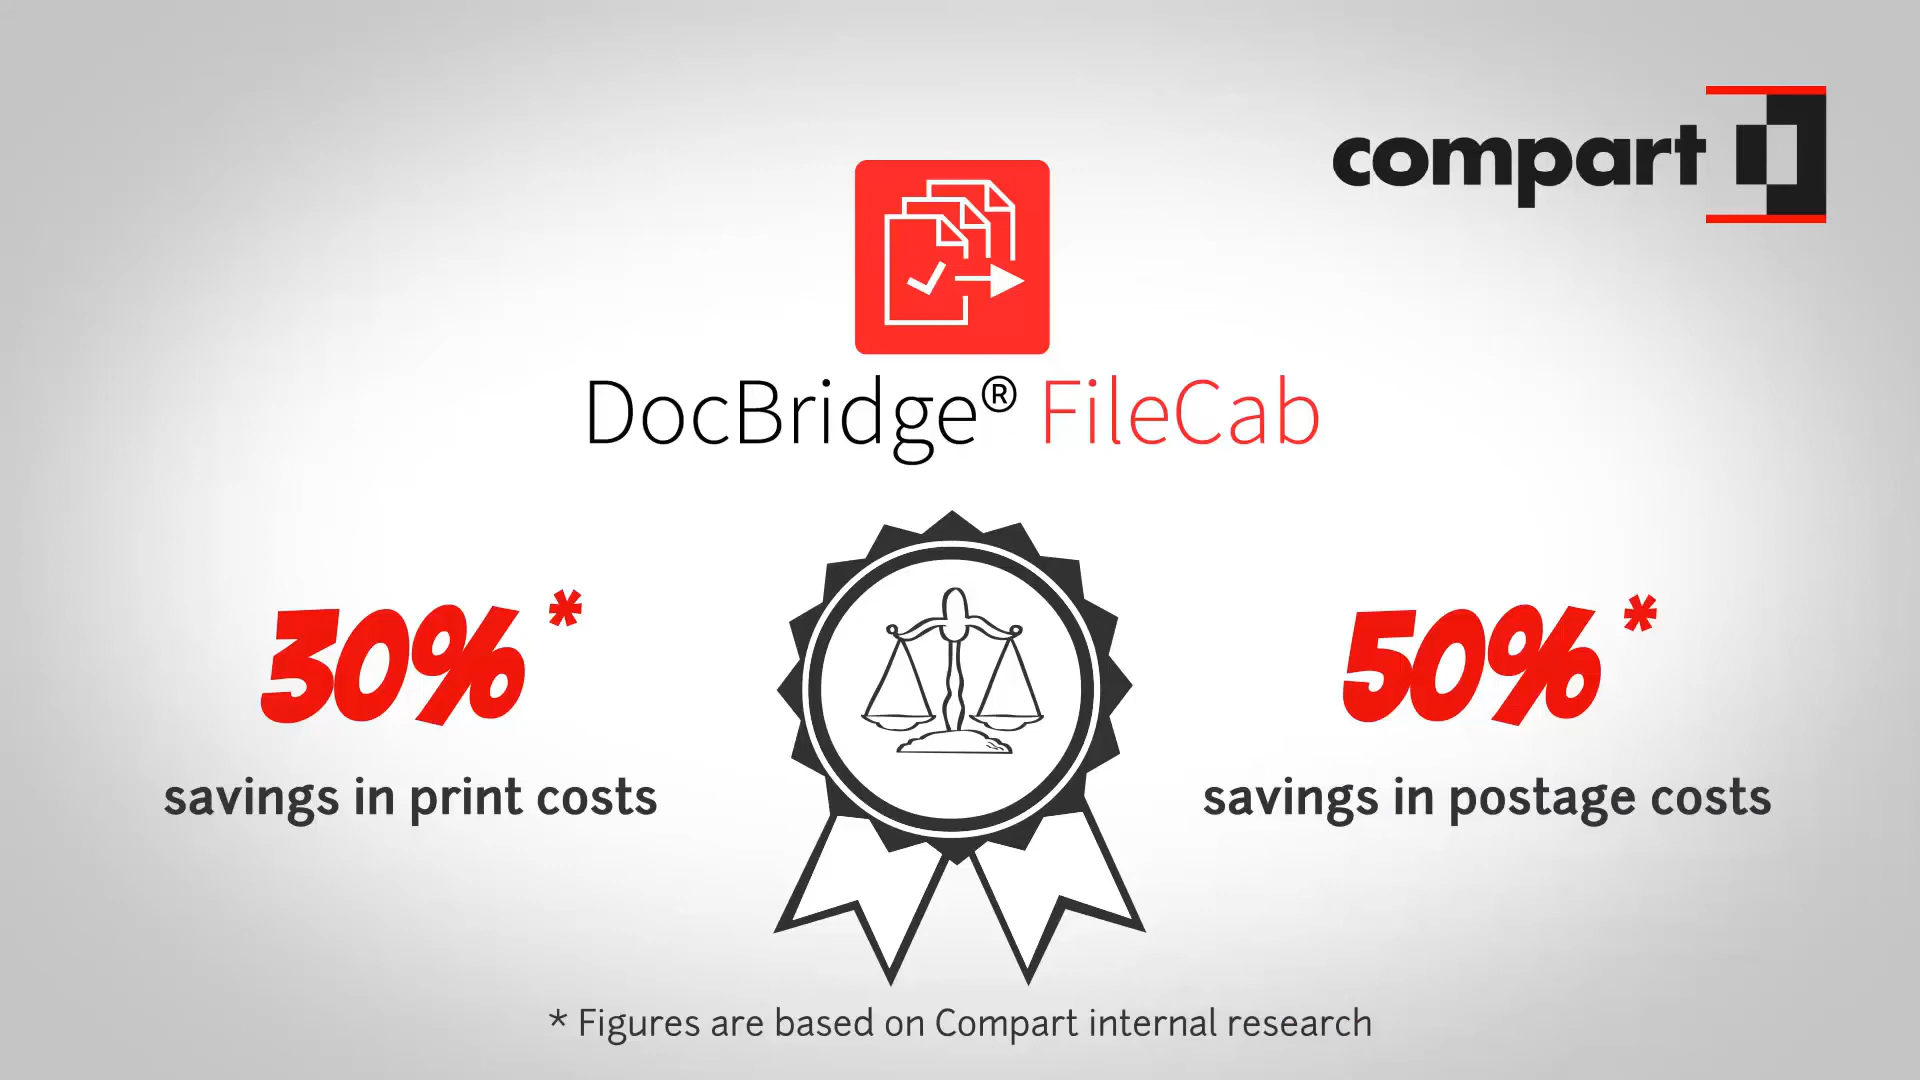 compart
DocBridge® FileCab
30%*
savings in print costs
50%*
savings in postage costs
* Figures are based on Compart internal research